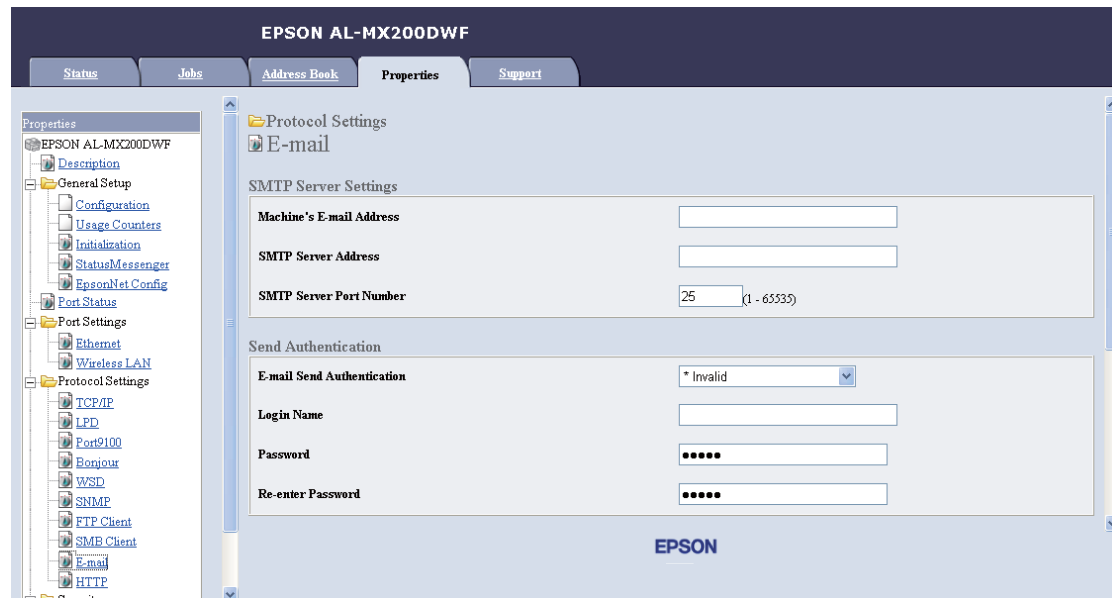 EPSON AL-MX200DWF
Status
Jobs
Address Book
Properties
Support
Properties
EPSON AL-MX200DWF
Description
General Setup
Configuration
Usage Counters
Initialization
StatusMessenger
EpsonNet Config
Port Status
Port Settings
Ethernet
Wireless LAN
Protocol Settings
TCP/IP
LPD
Port9100
Bonjour
WSD
SNMP
FTP Client
SMB Client
E-mail
HTTP
Protocol Settings
E-mail
SMTP Server Settings
Machine's E-mail Address
SMTP Server Address
SMTP Server Port Number 25 (1 - 65535)
Send Authentication
E-mail Send Authentication * Invalid
Login Name
Password •••••
Re-enter Password •••••
EPSON